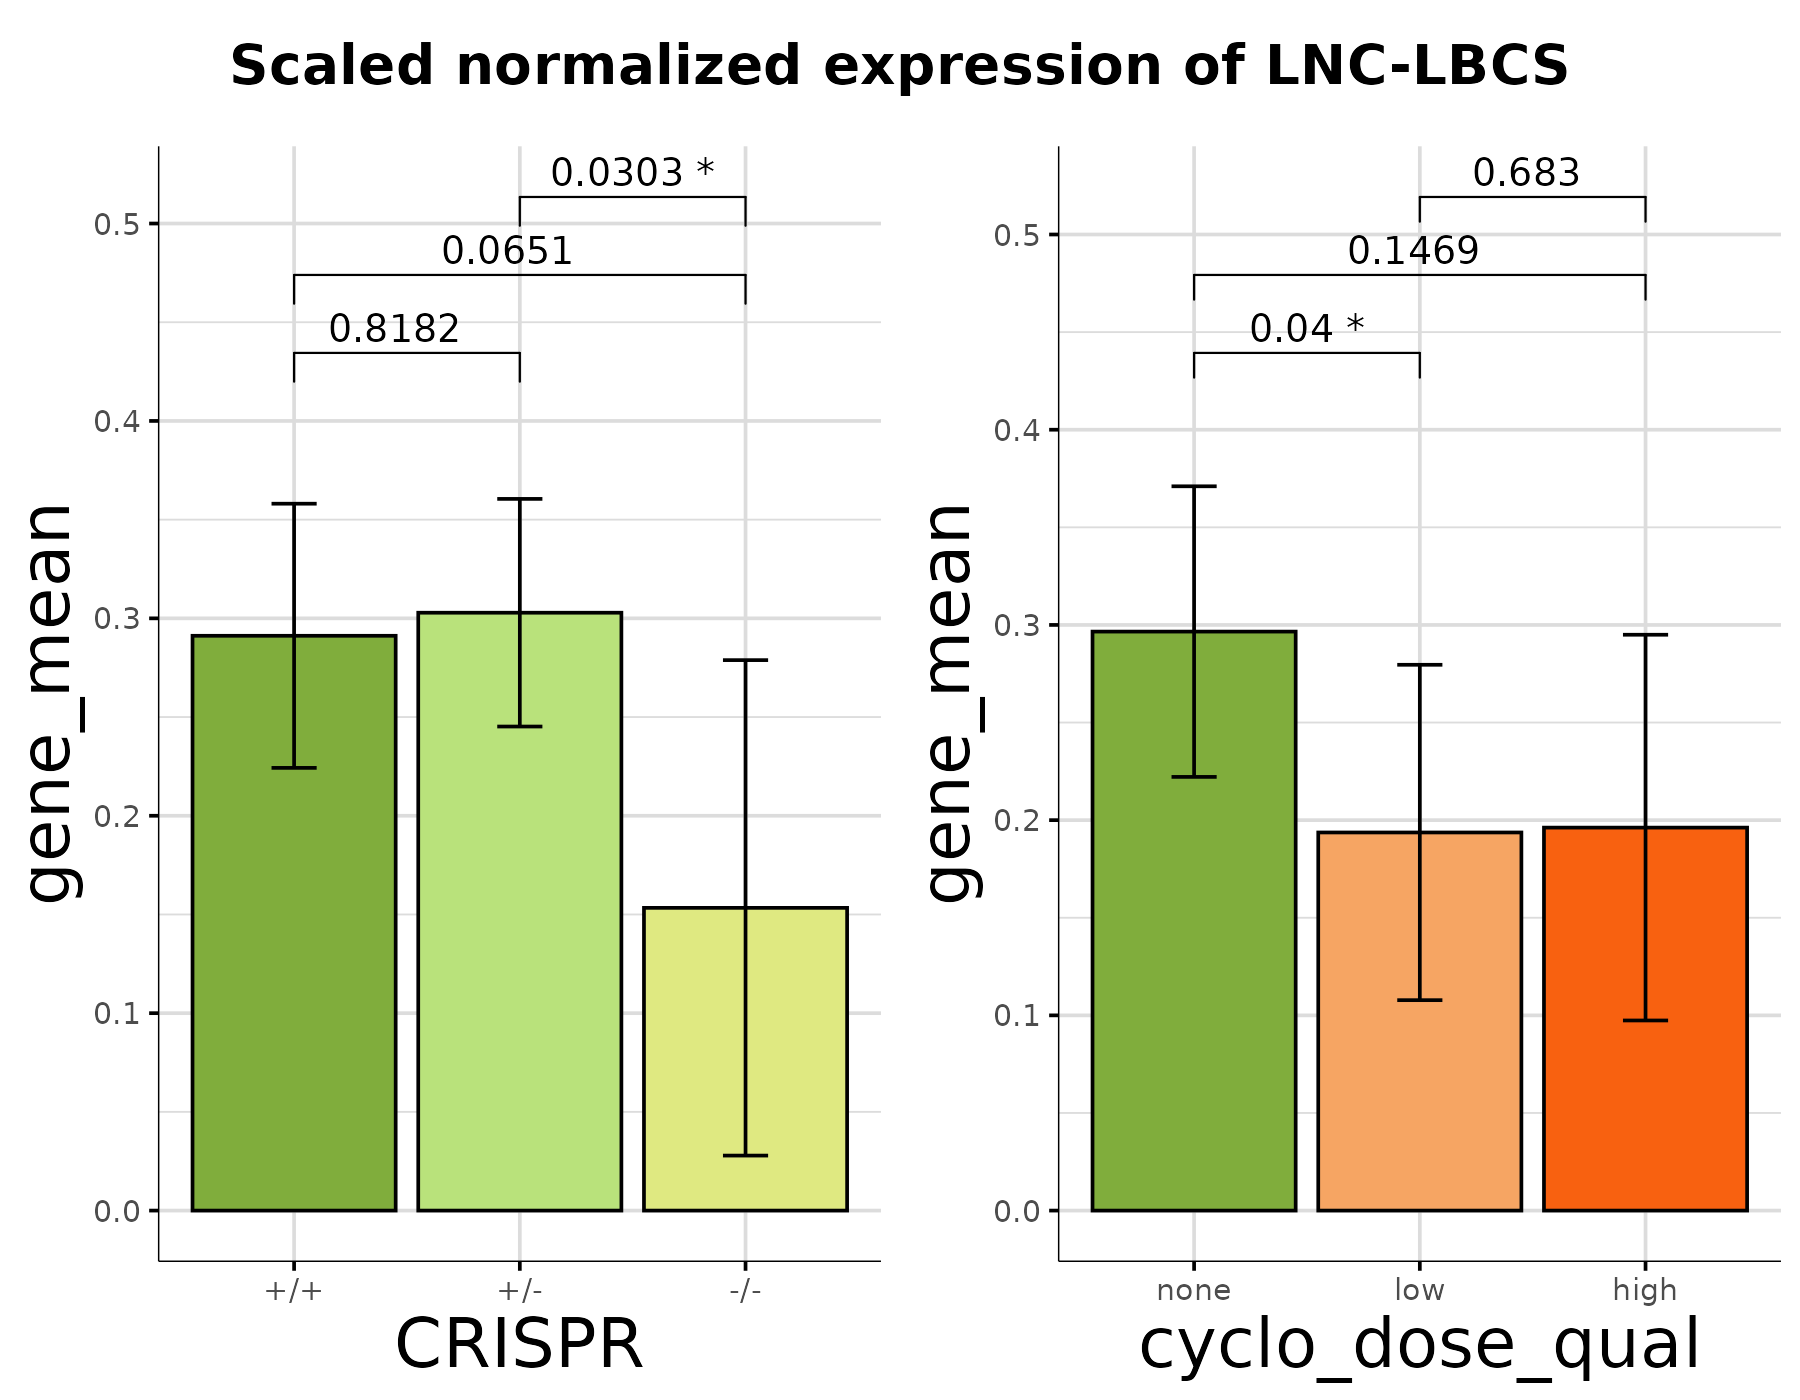 Scaled normalized expression of LNC-LBCS
0.0303 *
0.0651
0.8182
0.5
0.4
0.3
0.2
0.1
0.0
gene_mean
+/+ +/- -/-
CRISPR
0.683
0.1469
0.04 *
0.5
0.4
0.3
0.2
0.1
0.0
gene_mean
none low high
cyclo_dose_qual